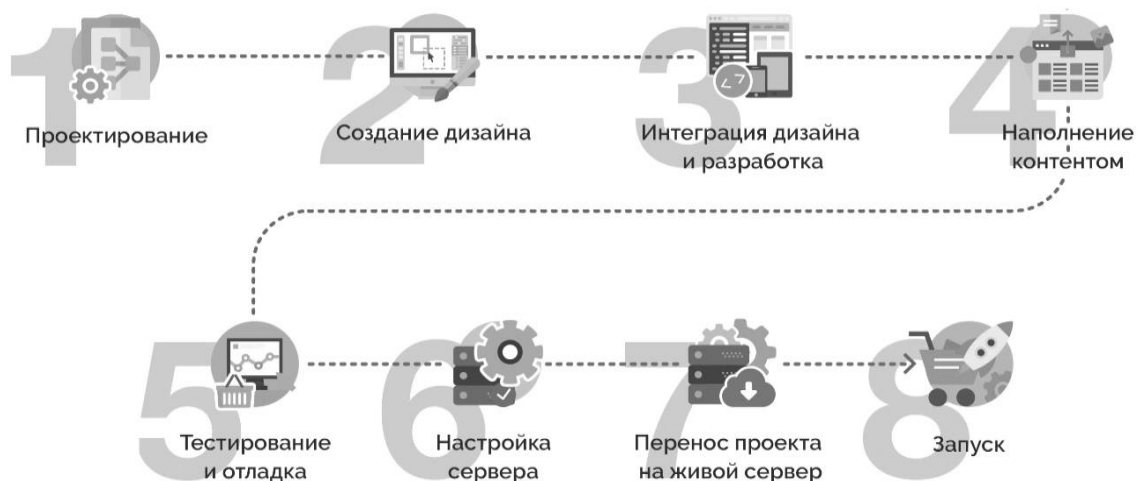 1
Проектирование
2
Создание дизайна
3
Интеграция дизайна
и разработка
4
Наполнение
контентом
5
Тестирование
и отладка
6
Настройка
сервера
7
Перенос проекта
на живой сервер
8
Запуск